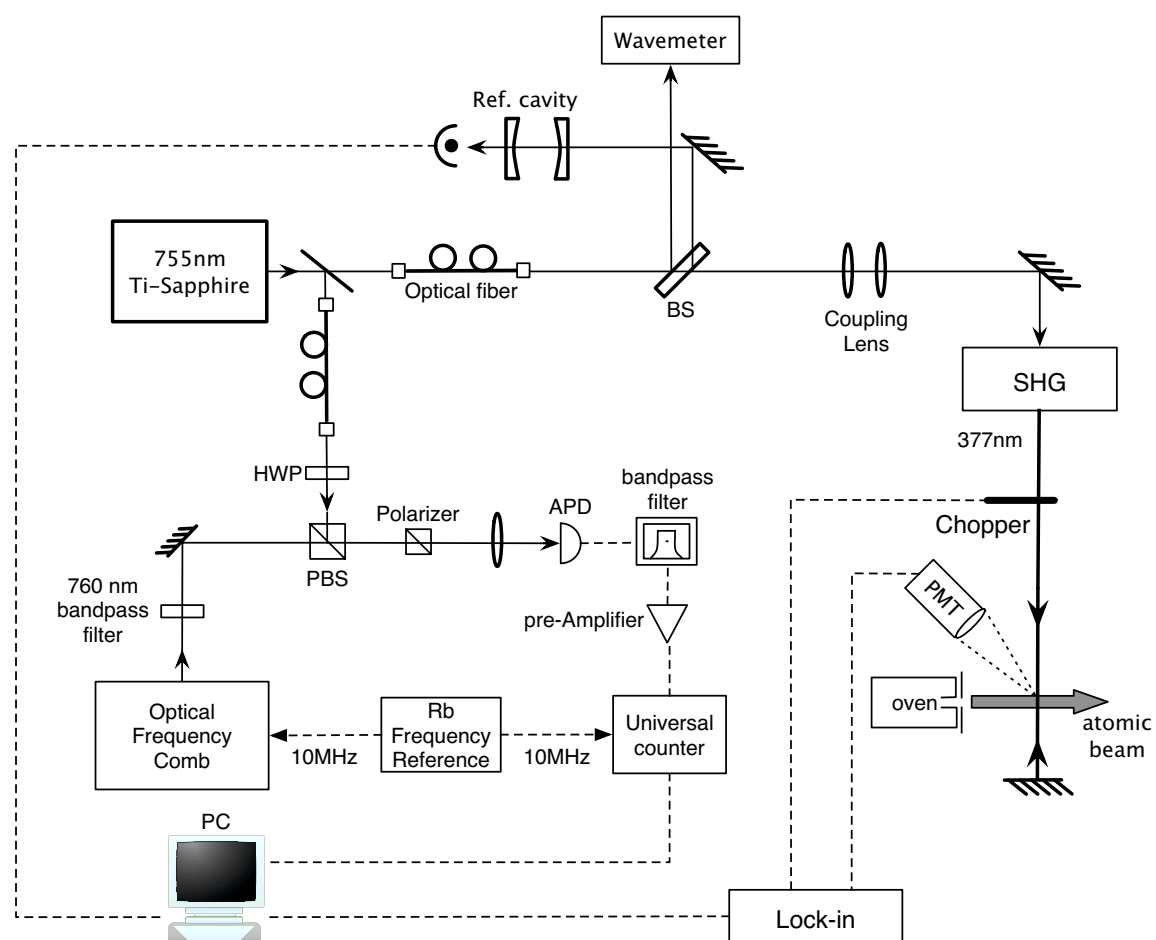 Wavemeter
Ref. cavity
755nm
Ti-Sapphire
Optical fiber
BS
Coupling
Lens
SHG
377nm
HWP
Polarizer
APD
bandpass
filter
Chopper
PBS
760 nm
bandpass
filter
pre-Amplifier
PMT
oven
atomic
beam
Optical
Frequency
Comb
10MHz
Rb
Frequency
Reference
10MHz
Universal
counter
PC
Lock-in